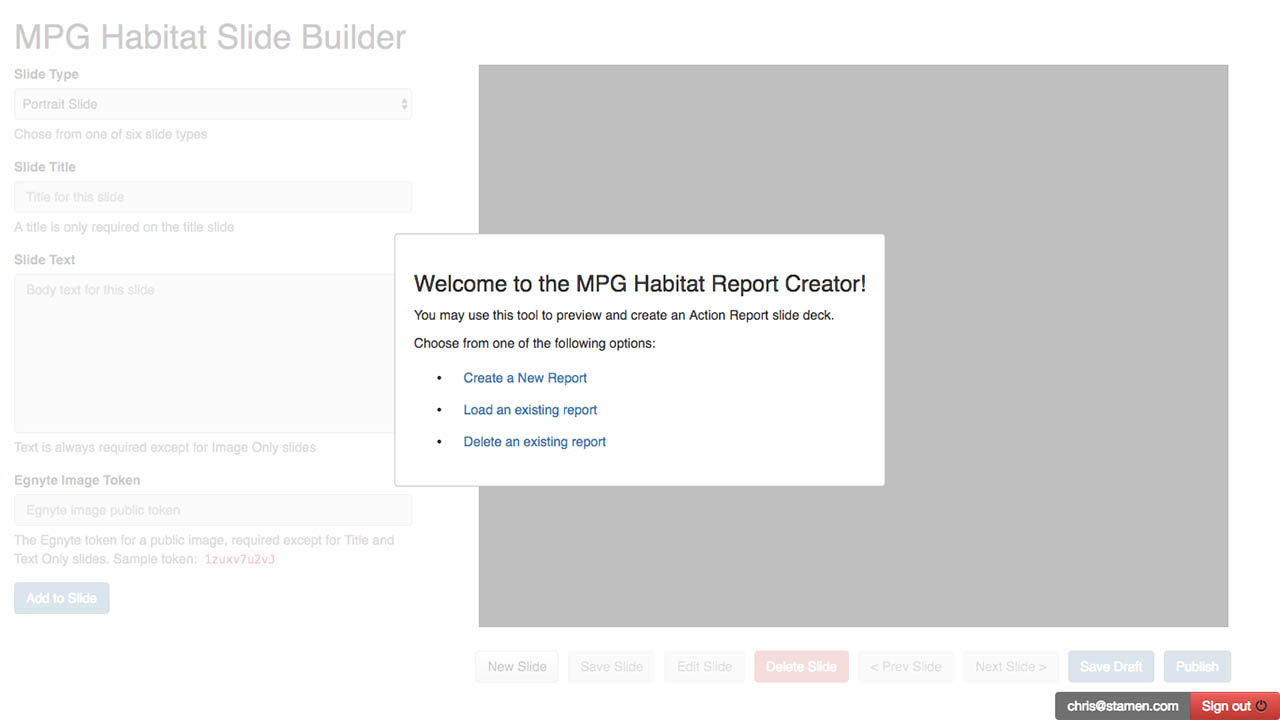 MPG Habitat Slide Builder
Slide Type
Portrait Slide
Chose from one of six slide types
Slide Title
Title for this slide
A title is only required on the title slide
Slide Text
Body text for this slide
Text is always required except for Image Only slides
Egnyte Image Token
Egnyte image public token
The Egnyte token for a public image, required except for Title and
Text Only slides. Sample token: 1zuxv7u2vJ
Add to Slide
Welcome to the MPG Habitat Report Creator!
You may use this tool to preview and create an Action Report slide deck.
Choose from one of the following options:
• Create a New Report
• Load an existing report
• Delete an existing report
New Slide
Save Slide
Edit Slide
Delete Slide
< Prev Slide
Next Slide >
Save Draft
Publish
chris@stamen.com
Sign out